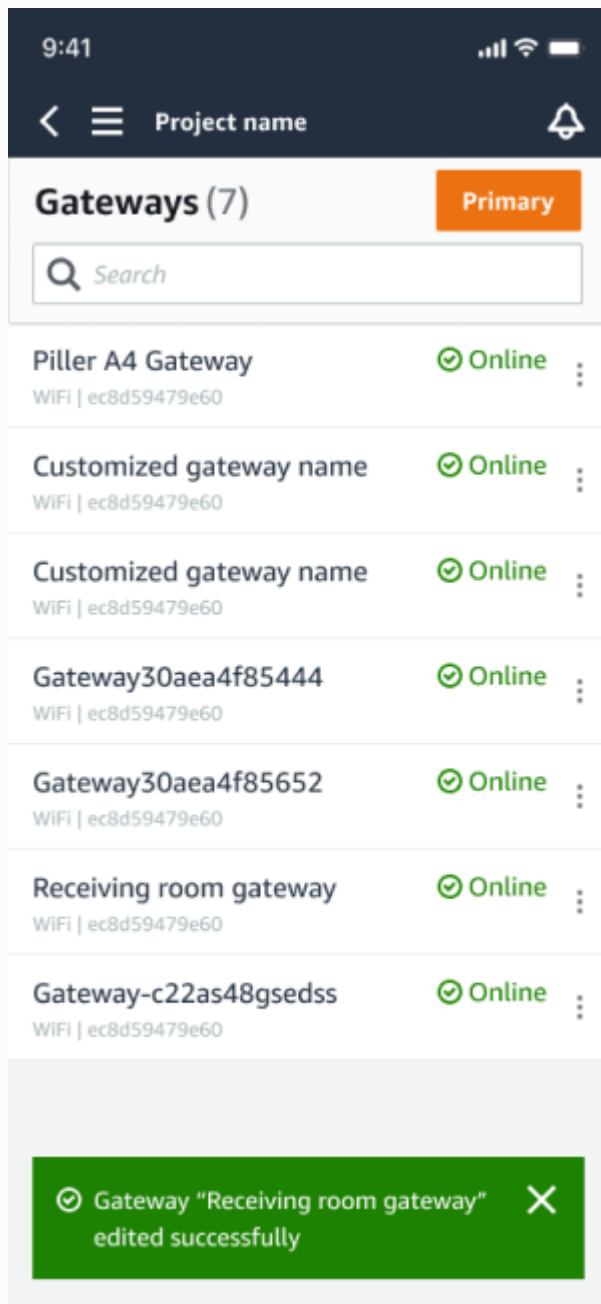 9:41
Project name
Gateways (7)
Primary
Search
Piller A4 Gateway
Online
WiFi | ec8d59479e60
Customized gateway name
Online
WiFi | ec8d59479e60
Customized gateway name
Online
WiFi | ec8d59479e60
Gateway30aea4f85444
Online
WiFi | ec8d59479e60
Gateway30aea4f85652
Online
WiFi | ec8d59479e60
Receiving room gateway
Online
WiFi | ec8d59479e60
Gateway-c22as48gsedss
Online
WiFi | ec8d59479e60
Gateway “Receiving room gateway”
edited successfully